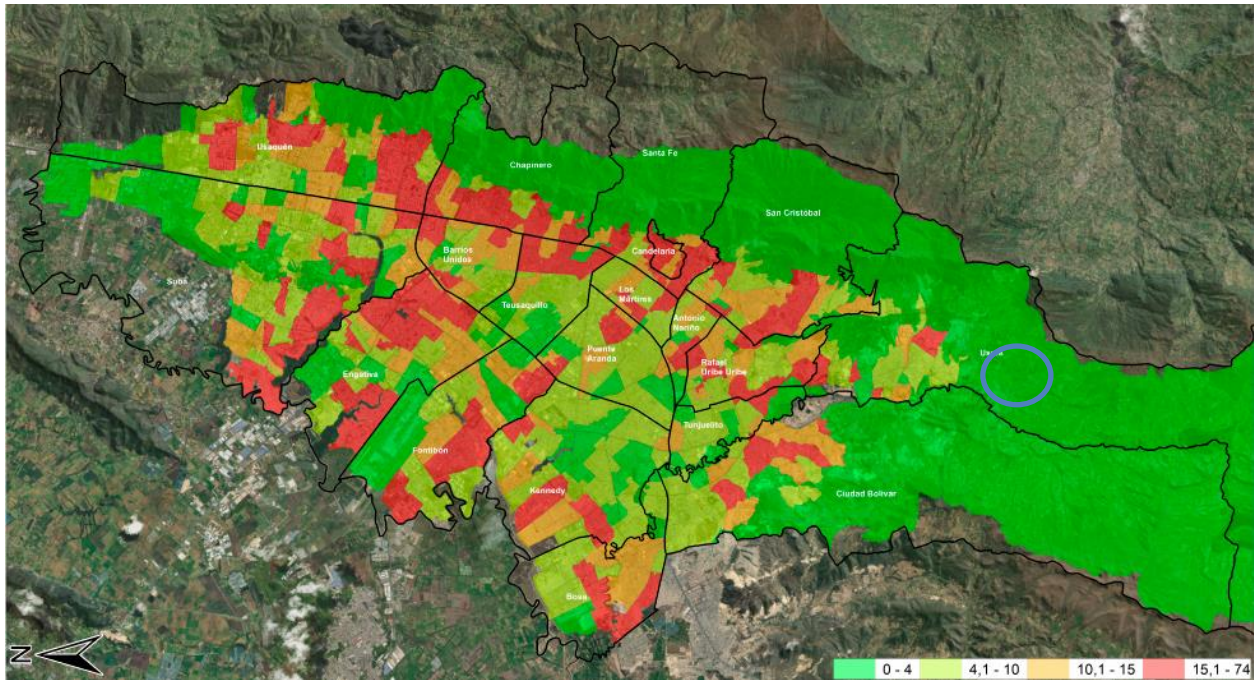 Usaquén
Chapinero
Santa Fe
San Cristóbal
Barrios
Unidos
Candelaria
Suba
Teusaquillo
Los
Mártires
Antonio
Nariño
Puente
Aranda
Rafael
Uribe Uribe
Engativa
Tunjuelito
Fontibón
Kennedy
Ciudad Bolívar
Bosa
N
0 - 4
4,1 - 10
10,1 - 15
15,1 - 74